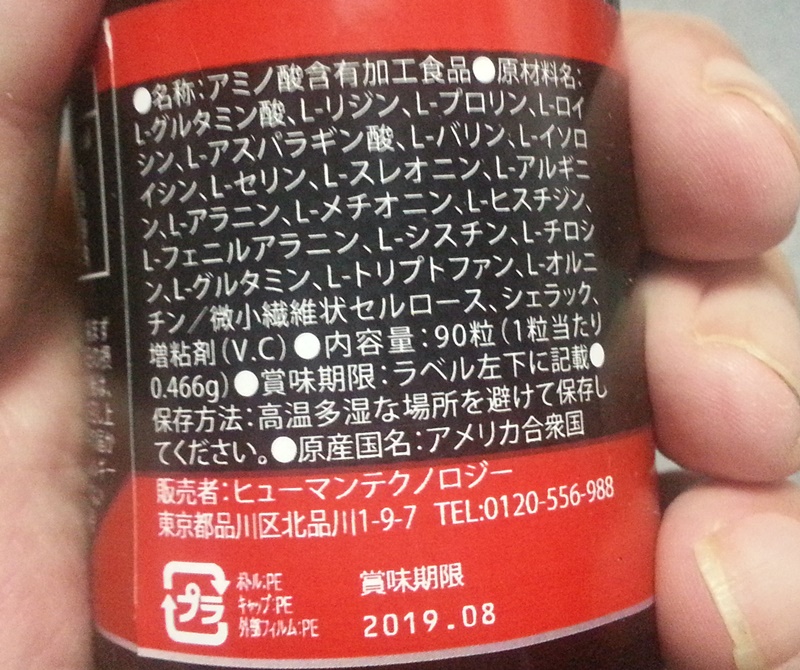 ●名称:アミノ酸含有加工食品●原材料名:
L-グルタミン酸、L-リジン、L-プロリン、L-ロイ
シン、L-アスパラギン酸、L-バリン、L-イソロ
イシン、L-セリン、L-スレオニン、L-アルギニ
ン、L-アラニン、L-メチオニン、L-ヒスチジン、
L-フェニルアラニン、L-シスチン、L-チロシ
ン、L-グルタミン、L-トリプトファン、L-オルニ
チン/微小繊維状セルロース、シェラック、
増粘剤(V.C)●内容量:90粒(1粒当たり
0.466g)●賞味期限:ラベル左下に記載●
保存方法:高温多湿な場所を避けて保存し
てください。●原産国名:アメリカ合衆国
販売者:ヒューマンテクノロジー
東京都品川区北品川1-9-7 TEL:0120-556-988
プラ
ボトル:PE
キャップ:PE
外部フィルム:PE
賞味期限
2019.08